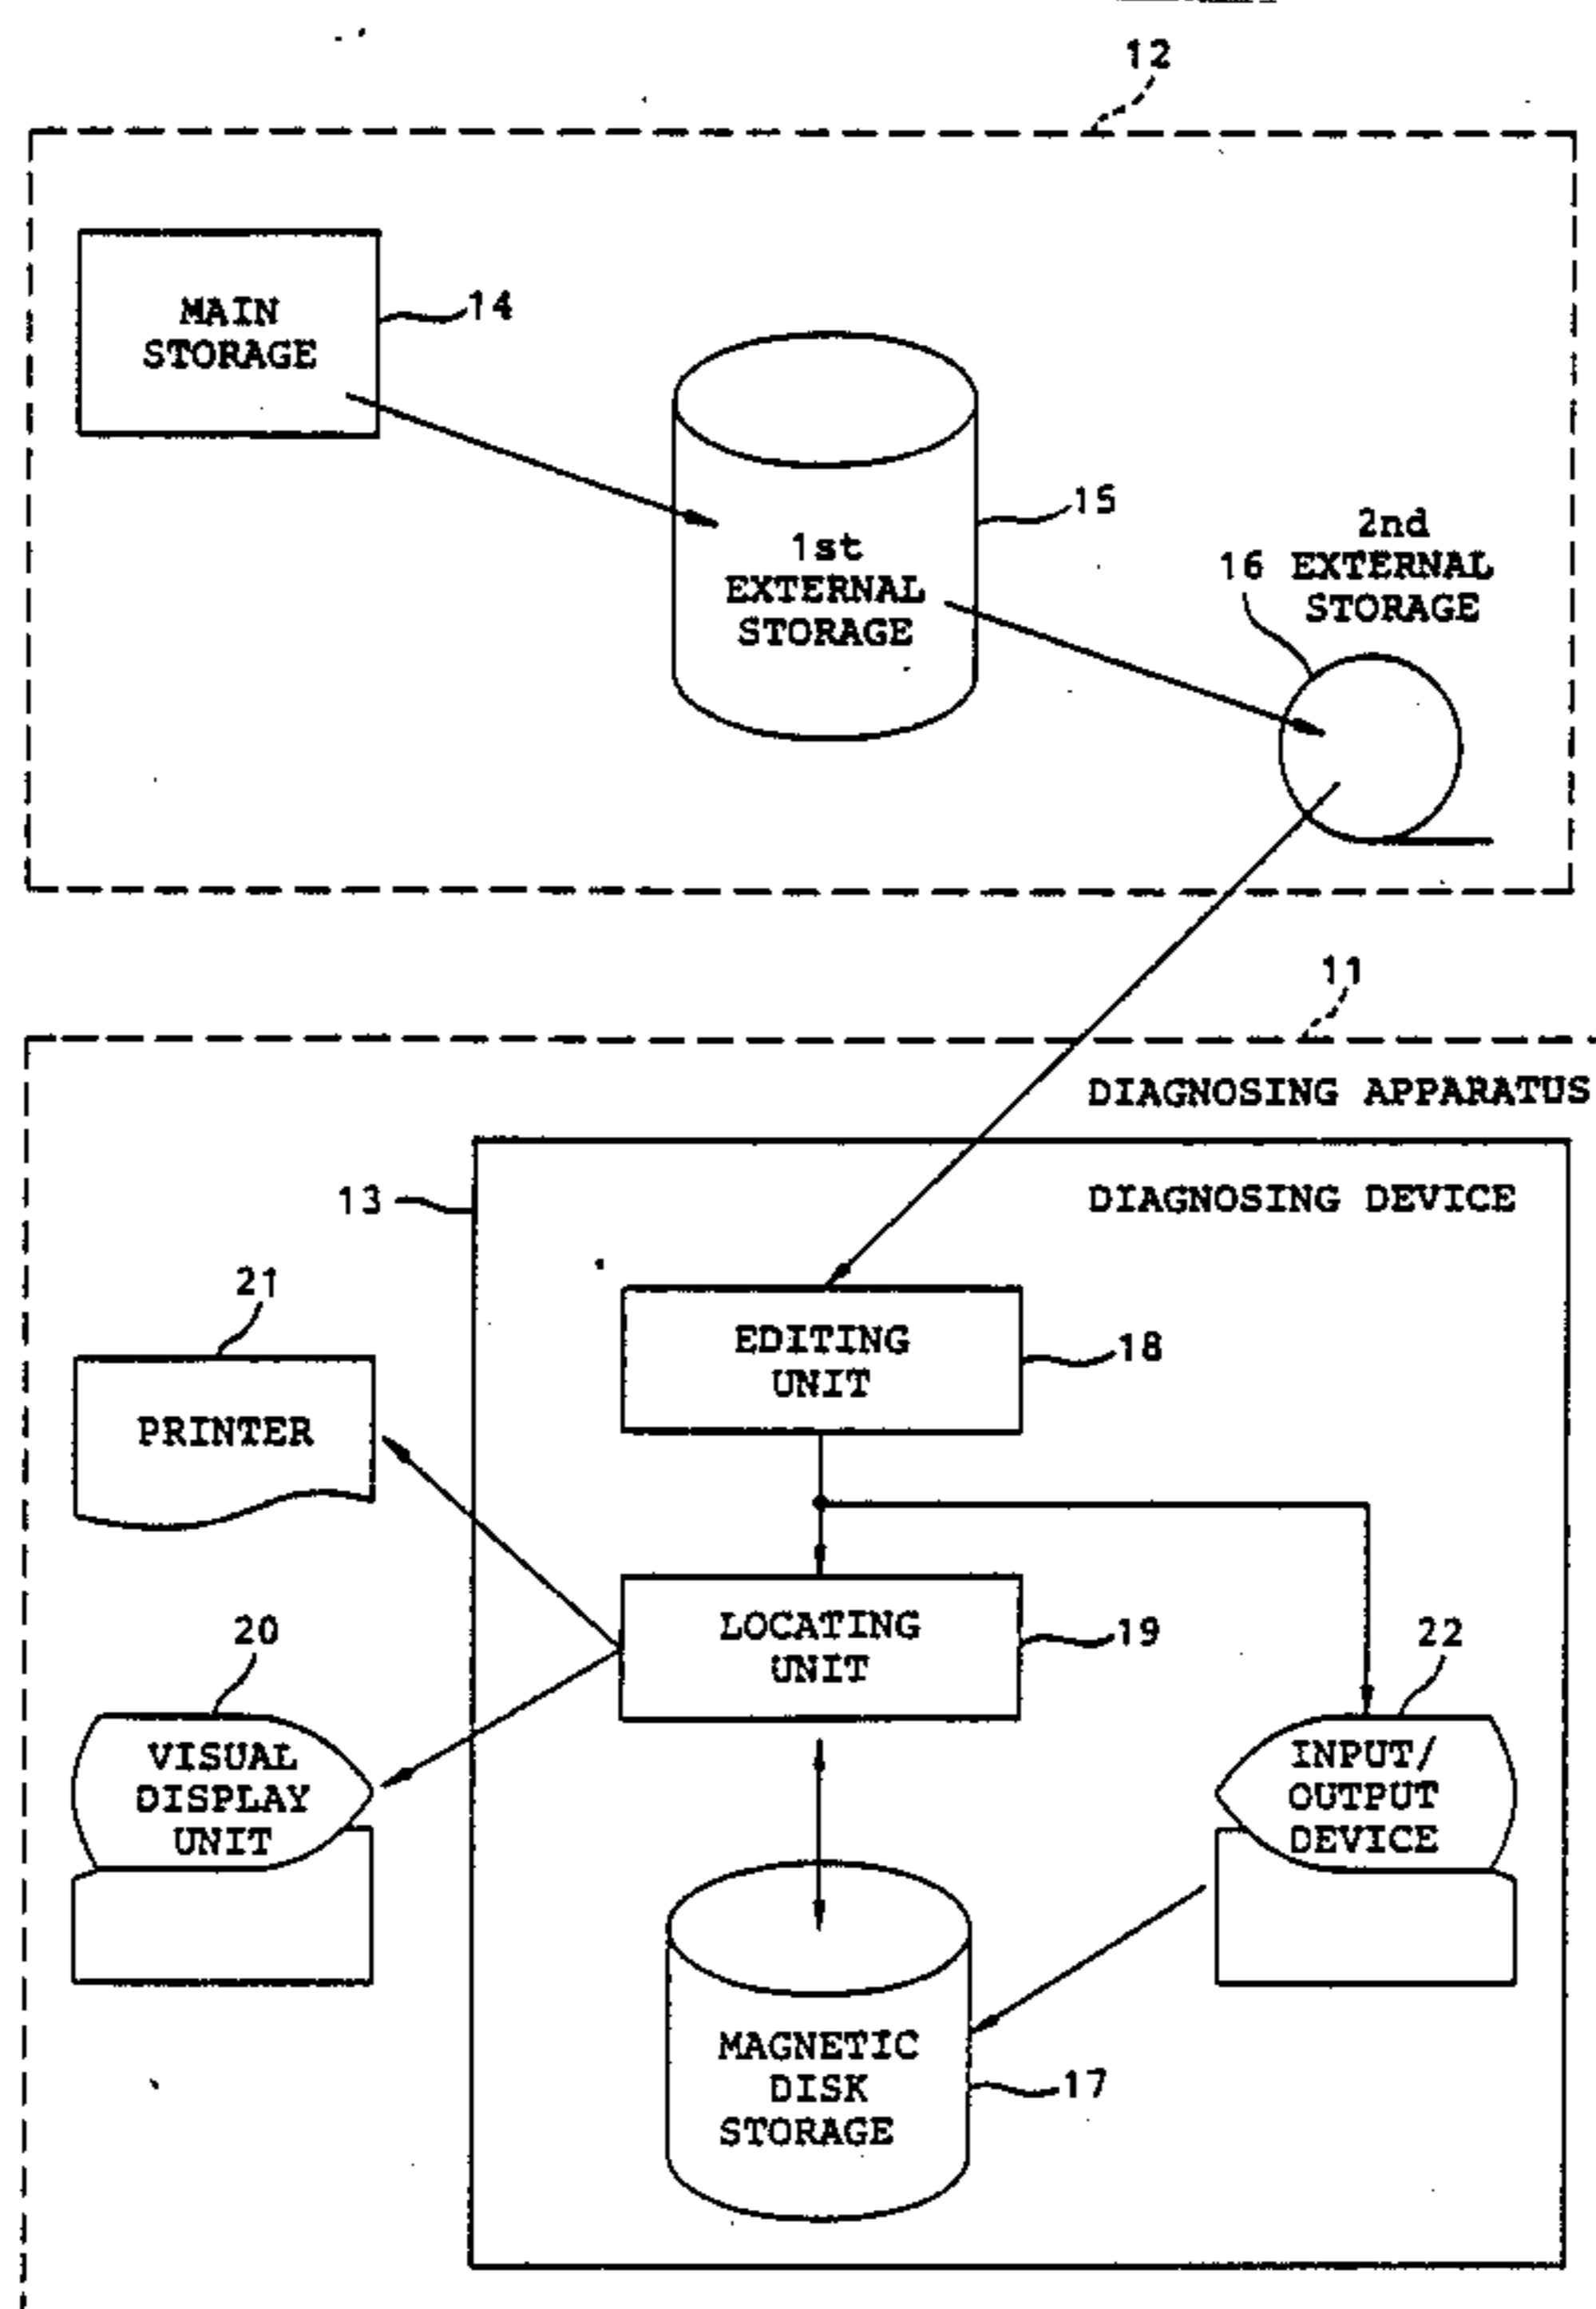 12
MAIN
STORAGE
14
1st
EXTERNAL
STORAGE
15
2nd
16 EXTERNAL
STORAGE
11
DIAGNOSING APPARATUS
13
DIAGNOSING DEVICE
21
PRINTER
EDITING
UNIT
18
20
VISUAL
DISPLAY
UNIT
LOCATING
UNIT
19
22
INPUT/
OUTPUT
DEVICE
MAGNETIC
DISK
STORAGE
17